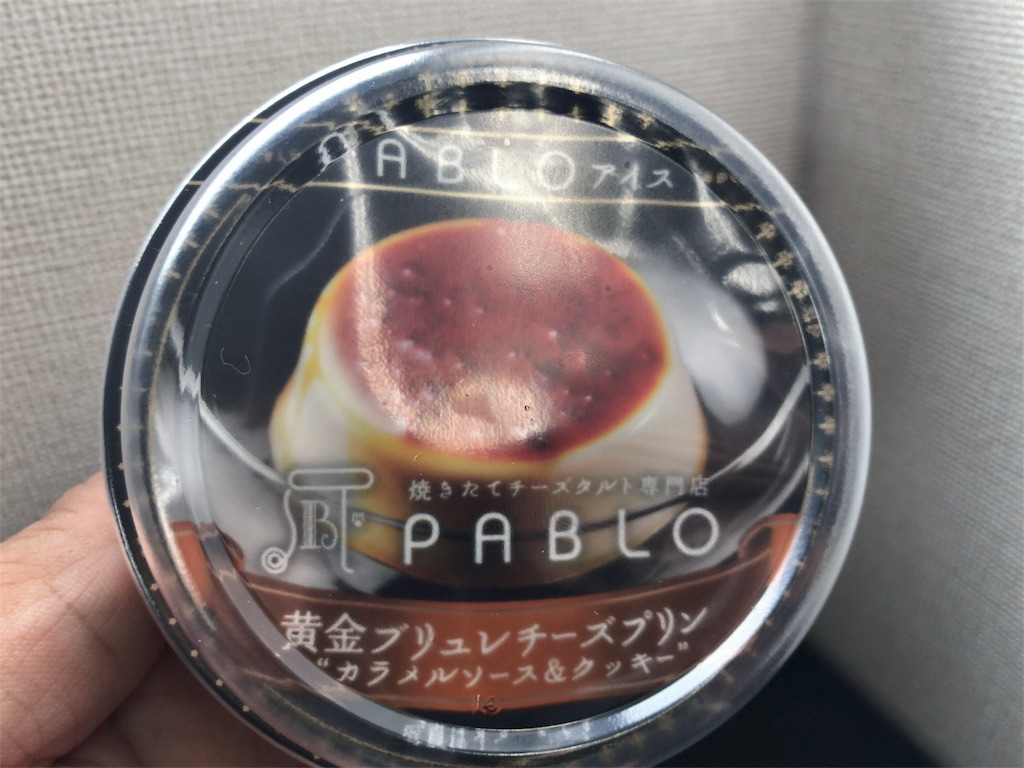 PABLOアイス
焼きたてチーズタルト専門店
PABLO
黄金ブリュレチーズプリン
“カラメルソース&クッキー”